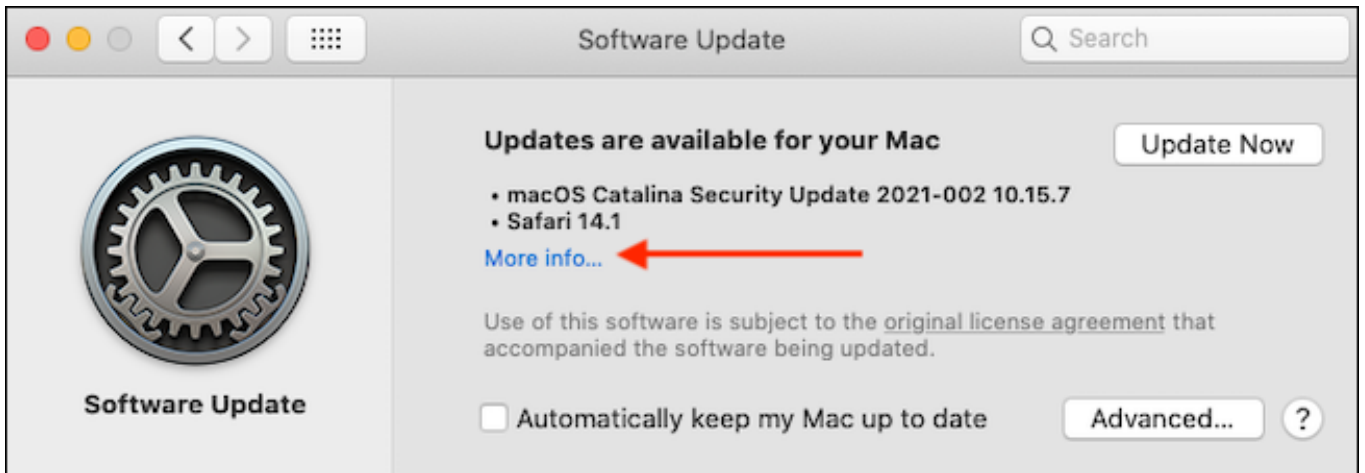 Software Update
Search
Updates are available for your Mac
Update Now
• macOS Catalina Security Update 2021-002 10.15.7
• Safari 14.1
More info...
Use of this software is subject to the original license agreement that
accompanied the software being updated.
Software Update
Automatically keep my Mac up to date
Advanced...
?